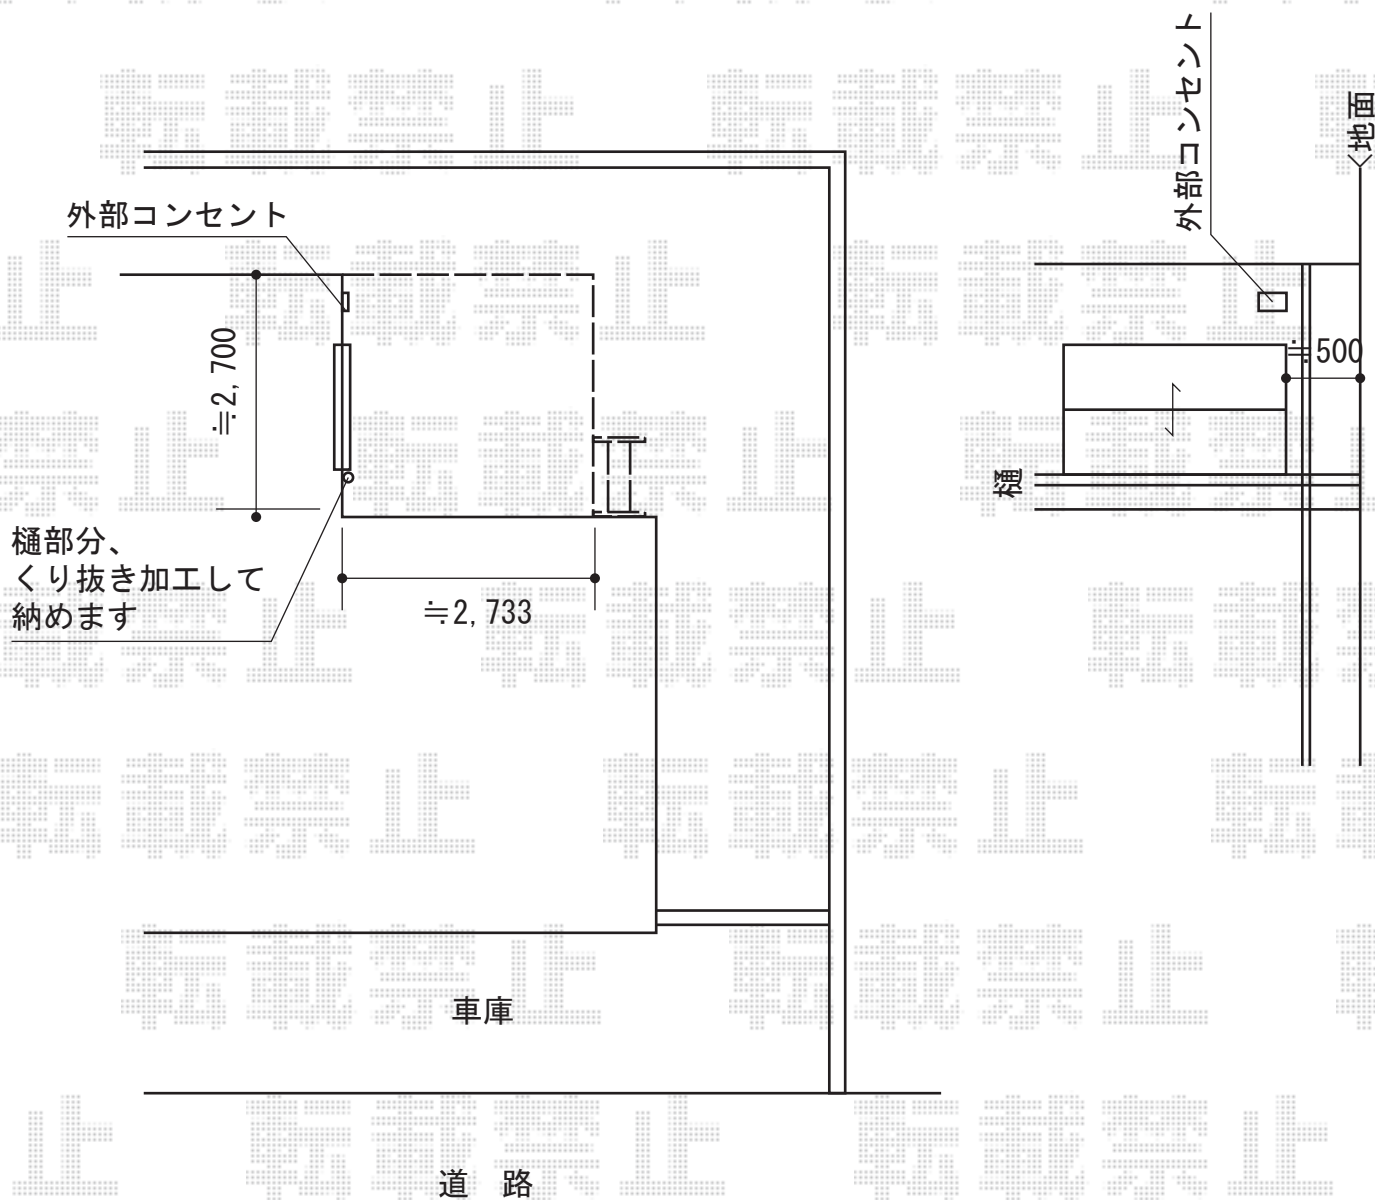 外部コンセント
≒2,700
樋部分、
くり抜き加工して
納めます
≒2,733
車庫
道 路
外部コンセント
地面
≒500
樋
転載禁止